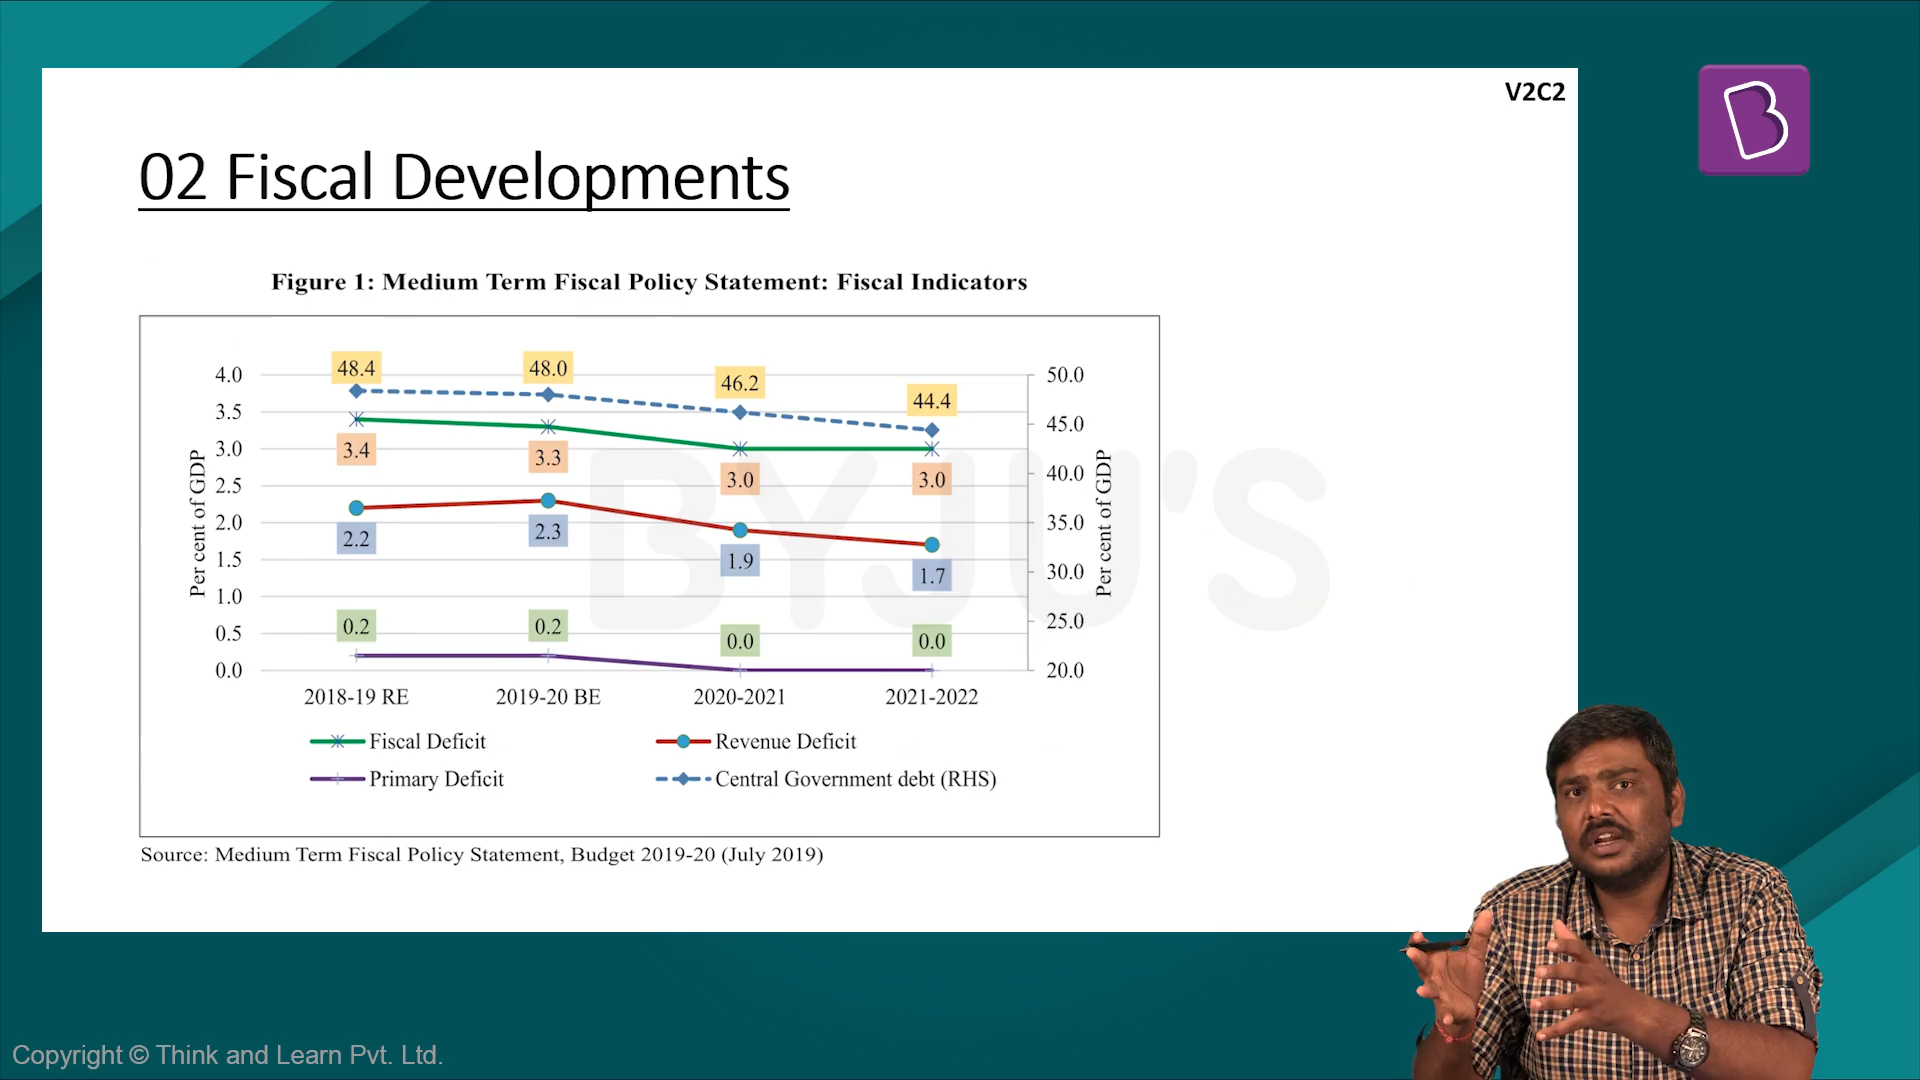 V2C2
02 Fiscal Developments
Figure 1: Medium Term Fiscal Policy Statement: Fiscal Indicators
4.0
3.5
3.0
2.5
2.0
1.5
1.0
0.5
0.0
Per cent of GDP
48.4
48.0
46.2
44.4
3.4
3.3
3.0
3.0
2.2
2.3
1.9
1.7
0.2
0.2
0.0
0.0
50.0
45.0
40.0
35.0
30.0
25.0
20.0
Per cent of GDP
2018-19 RE
2019-20 BE
2020-2021
2021-2022
Fiscal Deficit
Revenue Deficit
Primary Deficit
Central Government debt (RHS)
BYJU'S
Source: Medium Term Fiscal Policy Statement, Budget 2019-20 (July 2019)
Copyright © Think and Learn Pvt. Ltd.